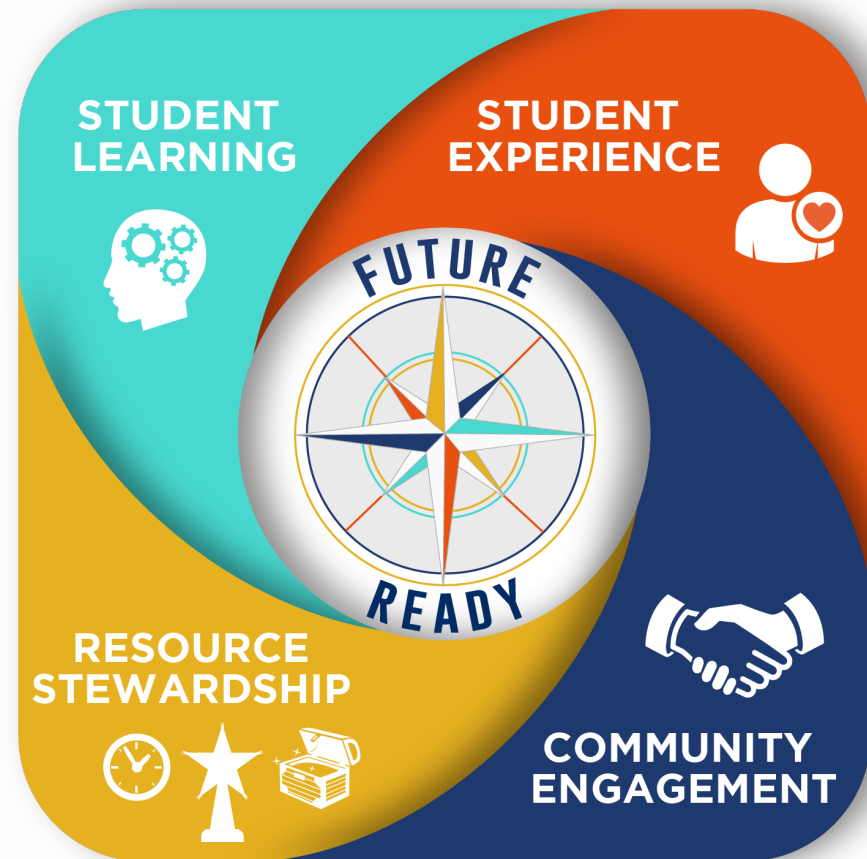 STUDENT
LEARNING
STUDENT
EXPERIENCE
FUTURE
READY
RESOURCE
STEWARDSHIP
COMMUNITY
ENGAGEMENT